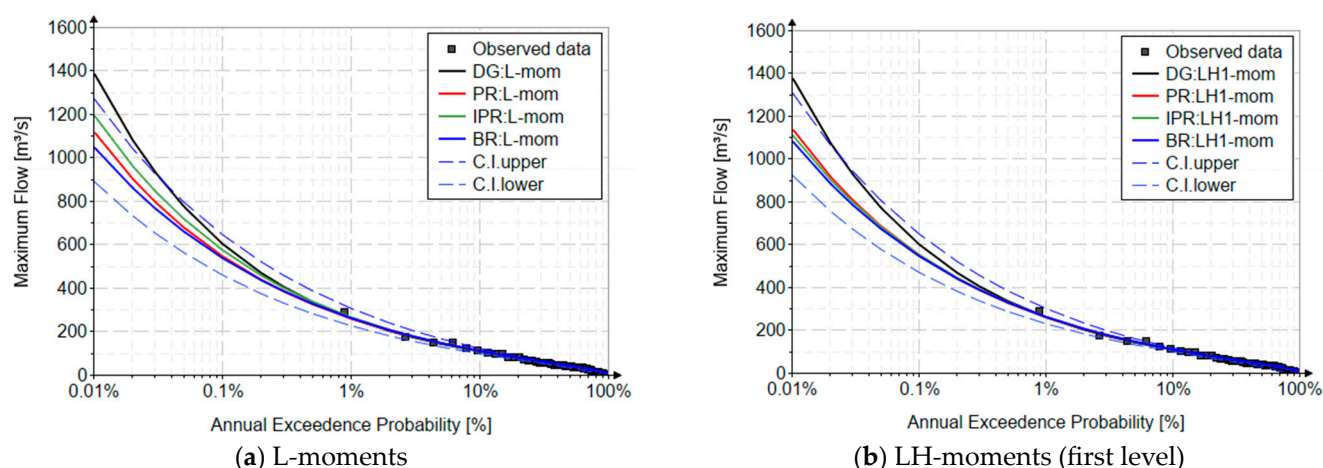 1600
1400
1200
1000
800
600
400
200
0
Maximum Flow [m³/s]
Observed data
DG:L-mom
PR:L-mom
IPR:L-mom
BR:L-mom
C.I.upper
C.I.lower
0.01% 0.1% 1% 10% 100%
Annual Exceedence Probability [%]
(a) L-moments
1600
1400
1200
1000
800
600
400
200
0
Maximum Flow [m³/s]
Observed data
DG:LH1-mom
PR:LH1-mom
IPR:LH1-mom
BR:LH1-mom
C.I.upper
C.I.lower
0.01% 0.1% 1% 10% 100%
Annual Exceedence Probability [%]
(b) LH-moments (first level)